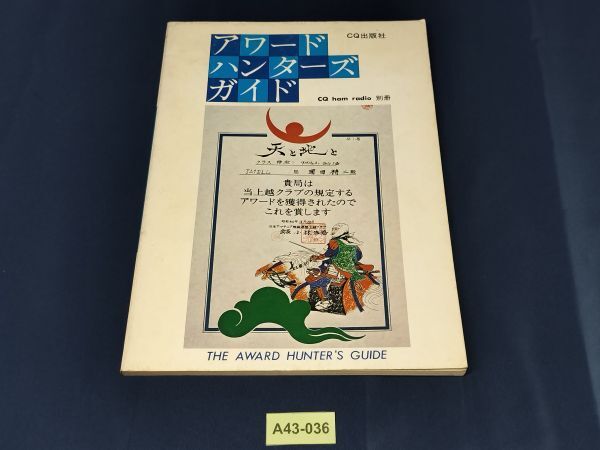 アワード
ハンターズ
ガイド
CQ出版社
CQ ham radio 別冊
天と地と
貴局は
当上越クラブの規定する
アワードを獲得されたので
これを賞します
THE AWARD HUNTER'S GUIDE
A43-036